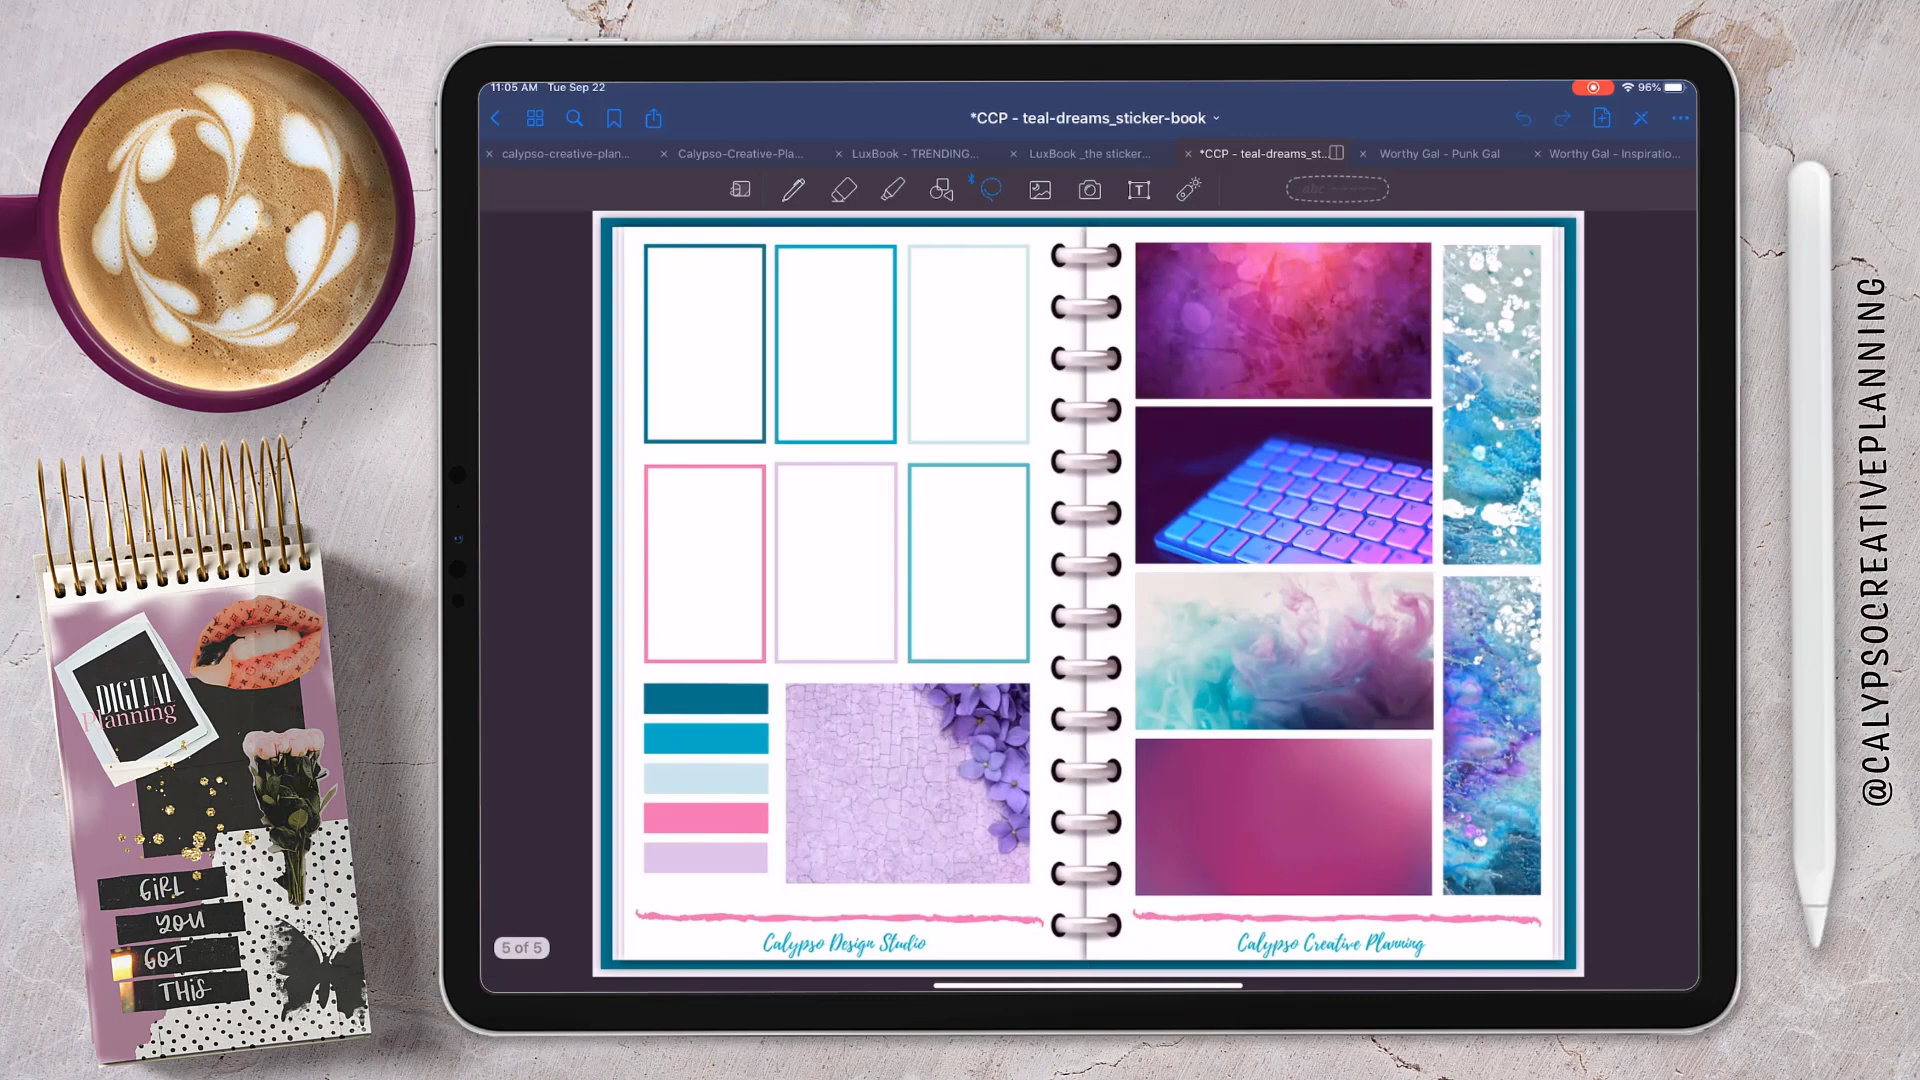 11:05 AM Tue Sep 22
96%
*CCP - teal-dreams_sticker-book
calypso-creative-plan...
Calypso-Creative-Pla...
LuxBook - TRENDING...
LuxBook _the sticker...
*CCP - teal-dreams_st...
Worthy Gal - Punk Gal
Worthy Gal - Inspiratio...
T
abc
Calypso Design Studio
Calypso Creative Planning
5 of 5
DIGITAL
Planning
GIRL
YOU
GOT
THIS
@CALYPSOCREATIVEPLANNING